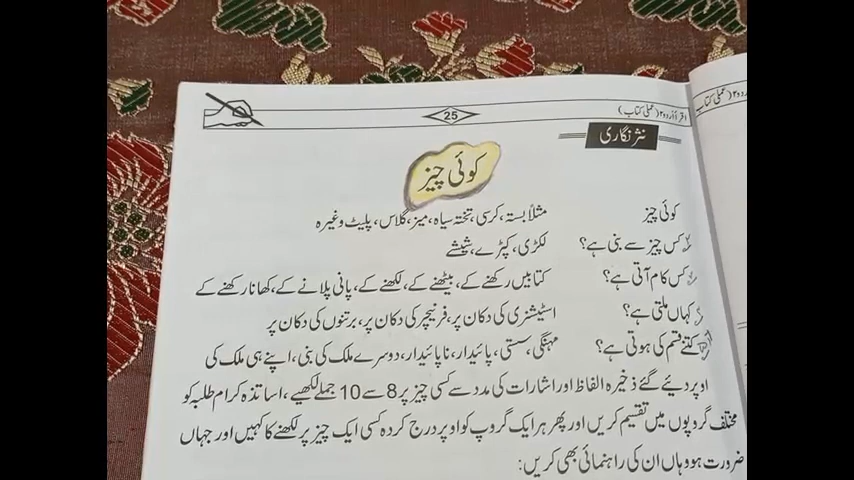 25
اقرأ اُردو ۳ (عملی کتاب)
نثر نگاری
کوئی چیز
کوئی چیز مثلاً بستہ، کرسی، تختہ سیاہ، میز، گلاس، پلیٹ وغیرہ
کس چیز سے بنی ہے؟ لکڑی، کپڑے، شیشے
کس کام آتی ہے؟ کتابیں رکھنے کے، بیٹھنے کے، لکھنے کے، پانی پلانے کے، کھانا رکھنے کے
کہاں ملتی ہے؟ اسٹیشنری کی دکان پر، فرنیچر کی دکان پر، برتنوں کی دکان پر
کتنے قسم کی ہوتی ہے؟ مہنگی، سستی، پائیدار، ناپائیدار، دوسرے ملک کی بنی، اپنے ہی ملک کی
اوپر دیئے گئے ذخیرہ الفاظ اور اشارات کی مدد سے کسی چیز پر 8 سے 10 جملے لکھیے، اساتذہ کرام طلبہ کو
مختلف گروپوں میں تقسیم کریں اور پھر ہر ایک گروپ کو اوپر درج کردہ کسی ایک چیز پر لکھنے کا کہیں اور جہاں
ضرورت ہو وہاں ان کی راہنمائی بھی کریں: